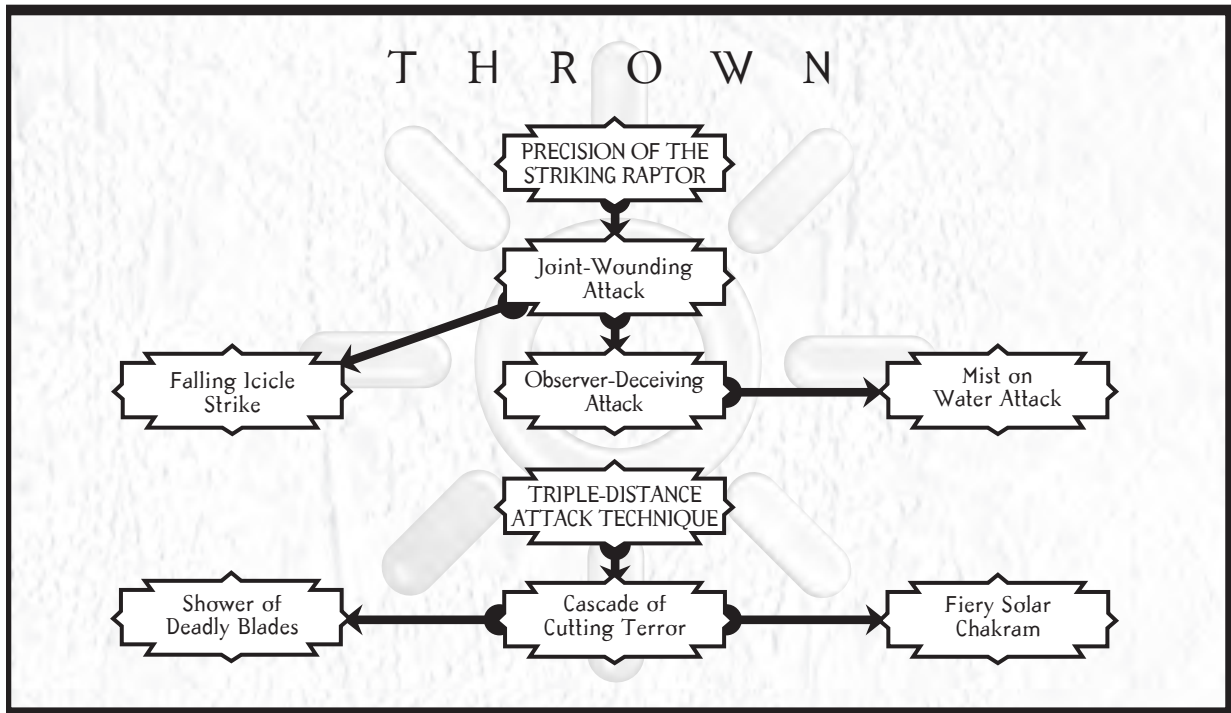 THROWN
PRECISION OF THE
STRIKING RAPTOR
Joint-Wounding
Attack
Falling Icicle
Strike
Observer-Deceiving
Attack
Mist on
Water Attack
TRIPLE-DISTANCE
ATTACK TECHNIQUE
Shower of
Deadly Blades
Cascade of
Cutting Terror
Fiery Solar
Chakram